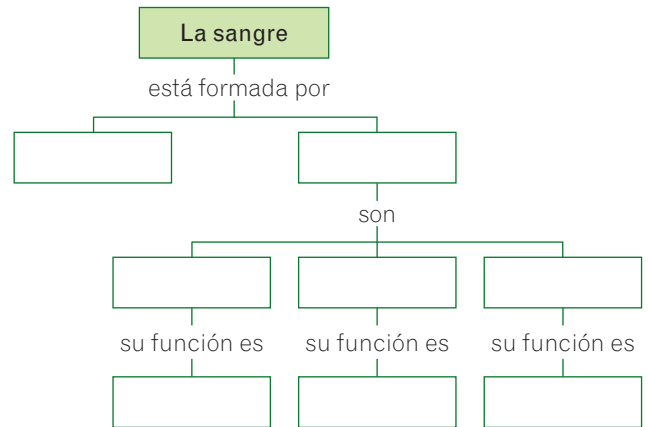 La sangre
está formada por
son
su función es su función es su función es